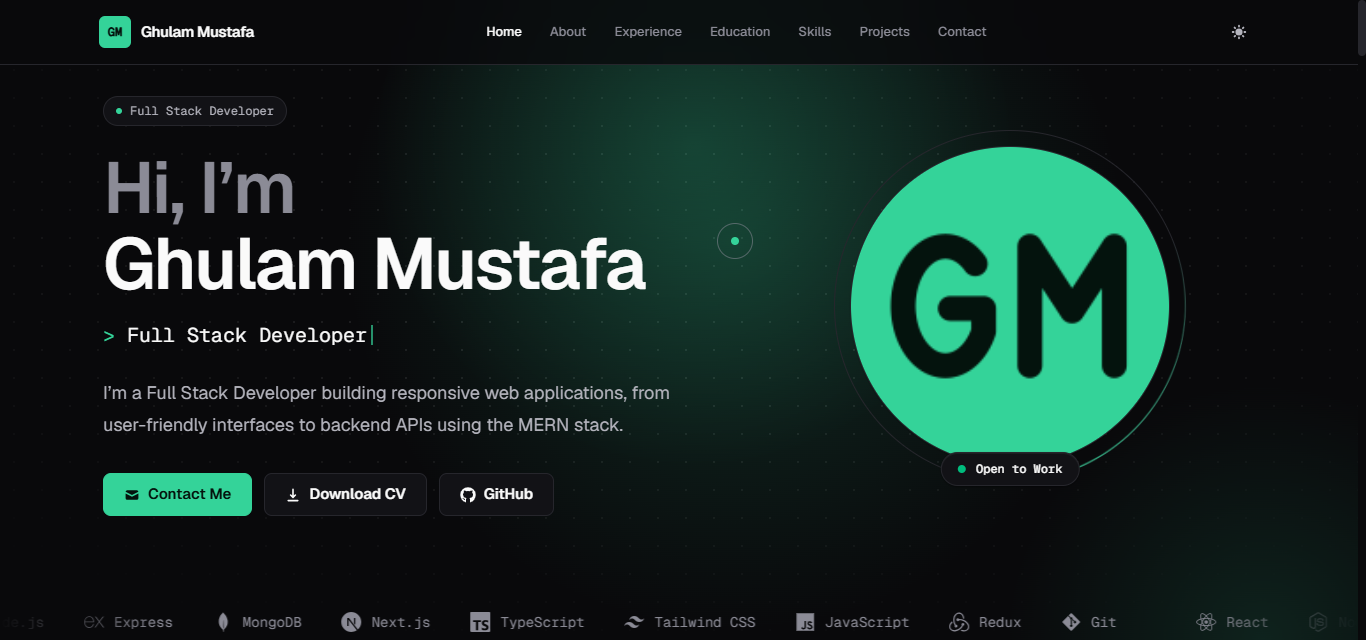 GM Ghulam Mustafa Home About Experience Education Skills Projects Contact
Full Stack Developer
Hi, I’m
Ghulam Mustafa
> Full Stack Developer
I’m a Full Stack Developer building responsive web applications, from
user-friendly interfaces to backend APIs using the MERN stack.
Contact Me Download CV GitHub
GM
Open to Work
ex Express MongoDB N Next.js TS TypeScript Tailwind CSS JS JavaScript Redux Git React